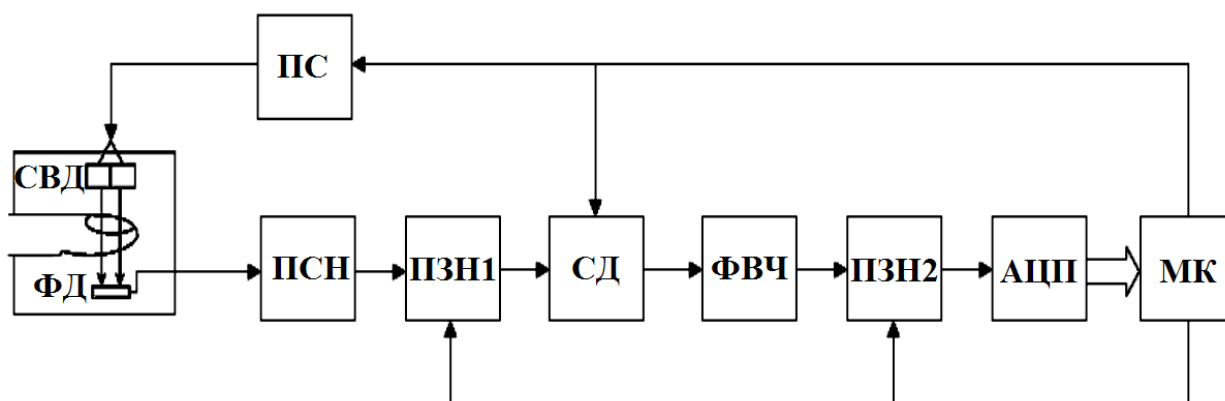 ПС
СВД
ФД
ПСН
ПЗН1
СД
ФВЧ
ПЗН2
АЦП
МК